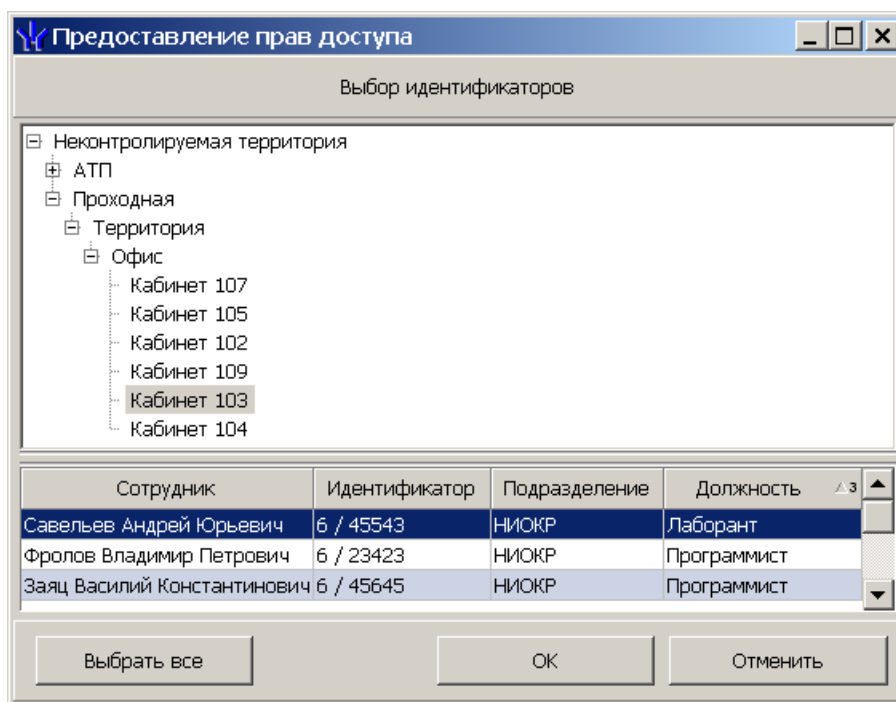 Предоставление прав доступа
Выбор идентификаторов
Неконтролируемая территория
АТП
Проходная
Территория
Офис
Кабинет 107
Кабинет 105
Кабинет 102
Кабинет 109
Кабинет 103
Кабинет 104
Сотрудник Идентификатор Подразделение Должность 3
Савельев Андрей Юрьевич 6 / 45543 НИОКР Лаборант
Фролов Владимир Петрович 6 / 23423 НИОКР Программист
Заяц Василий Константинович 6 / 45645 НИОКР Программист
Выбрать все ОК Отменить